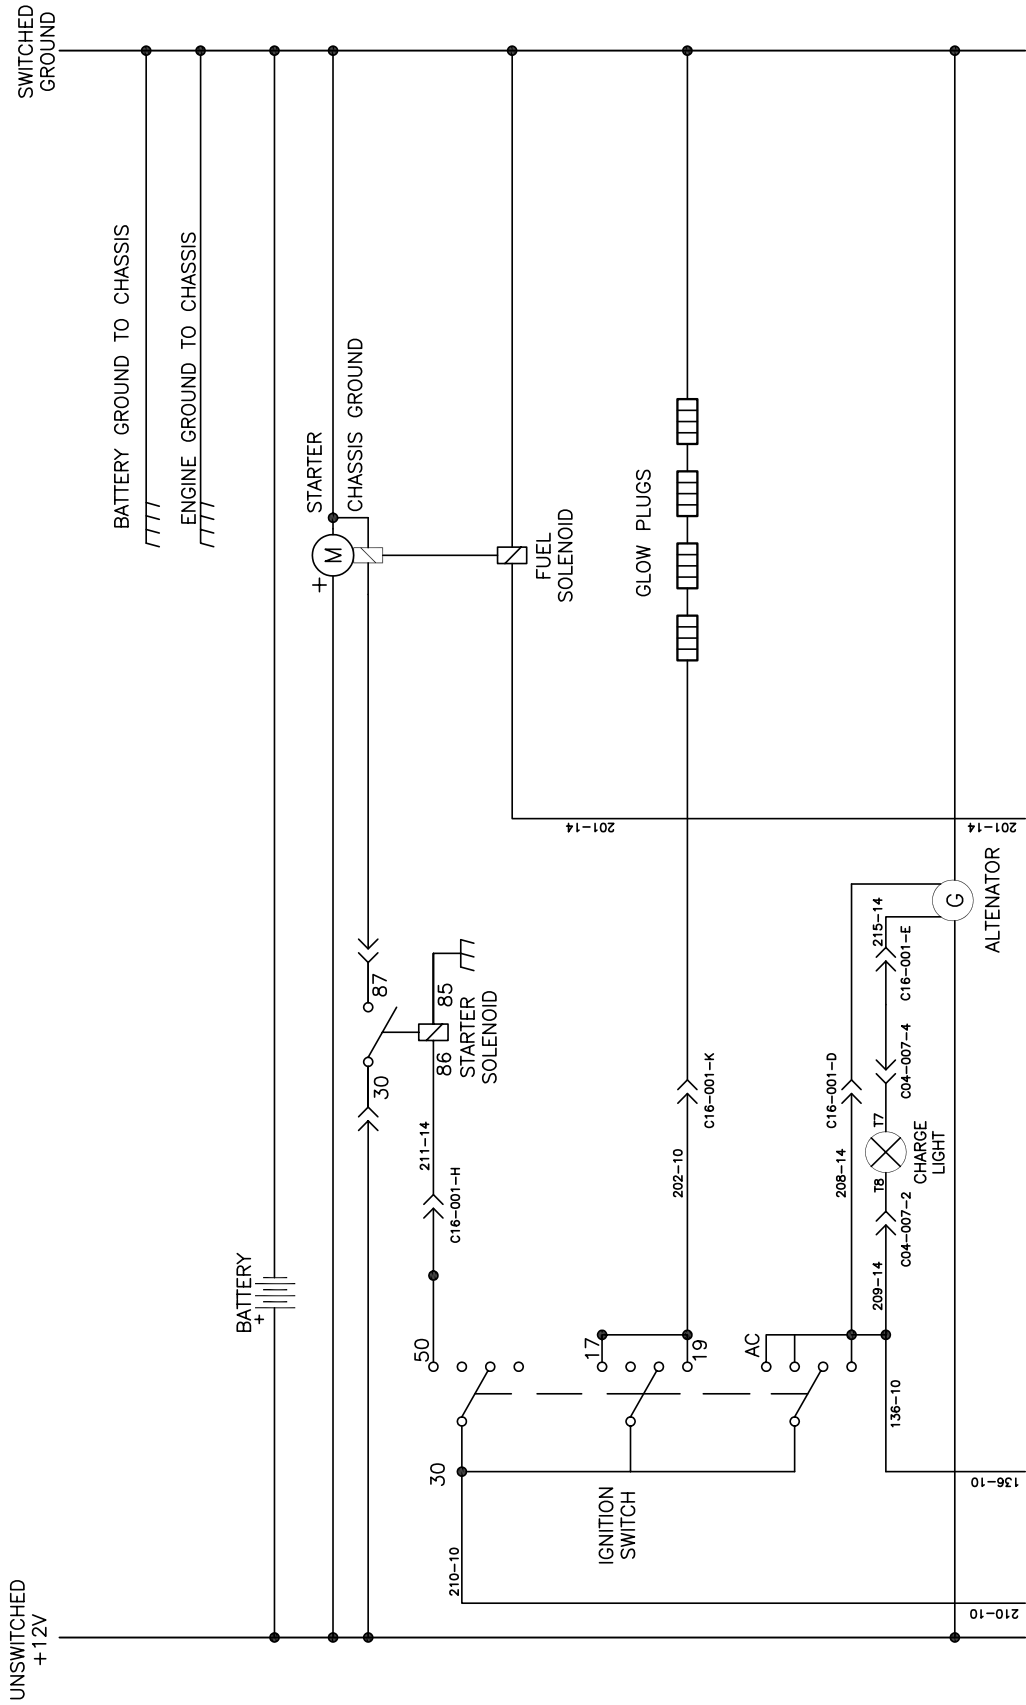 SWITCHED
GROUND
BATTERY GROUND TO CHASSIS
ENGINE GROUND TO CHASSIS
STARTER
CHASSIS GROUND
+
M
FUEL
SOLENOID
GLOW PLUGS
201-14
201-14
ALTENATOR
G
215-14
C16-001-E
C04-007-4
T7
CHARGE
LIGHT
T8
C04-007-2
209-14
C16-001-D
208-14
C16-001-K
202-10
87
30
85
86
STARTER
SOLENOID
211-14
C16-001-H
BATTERY
+
50
17
19
AC
30
IGNITION
SWITCH
136-10
136-10
210-10
210-10
UNSWITCHED
+12V